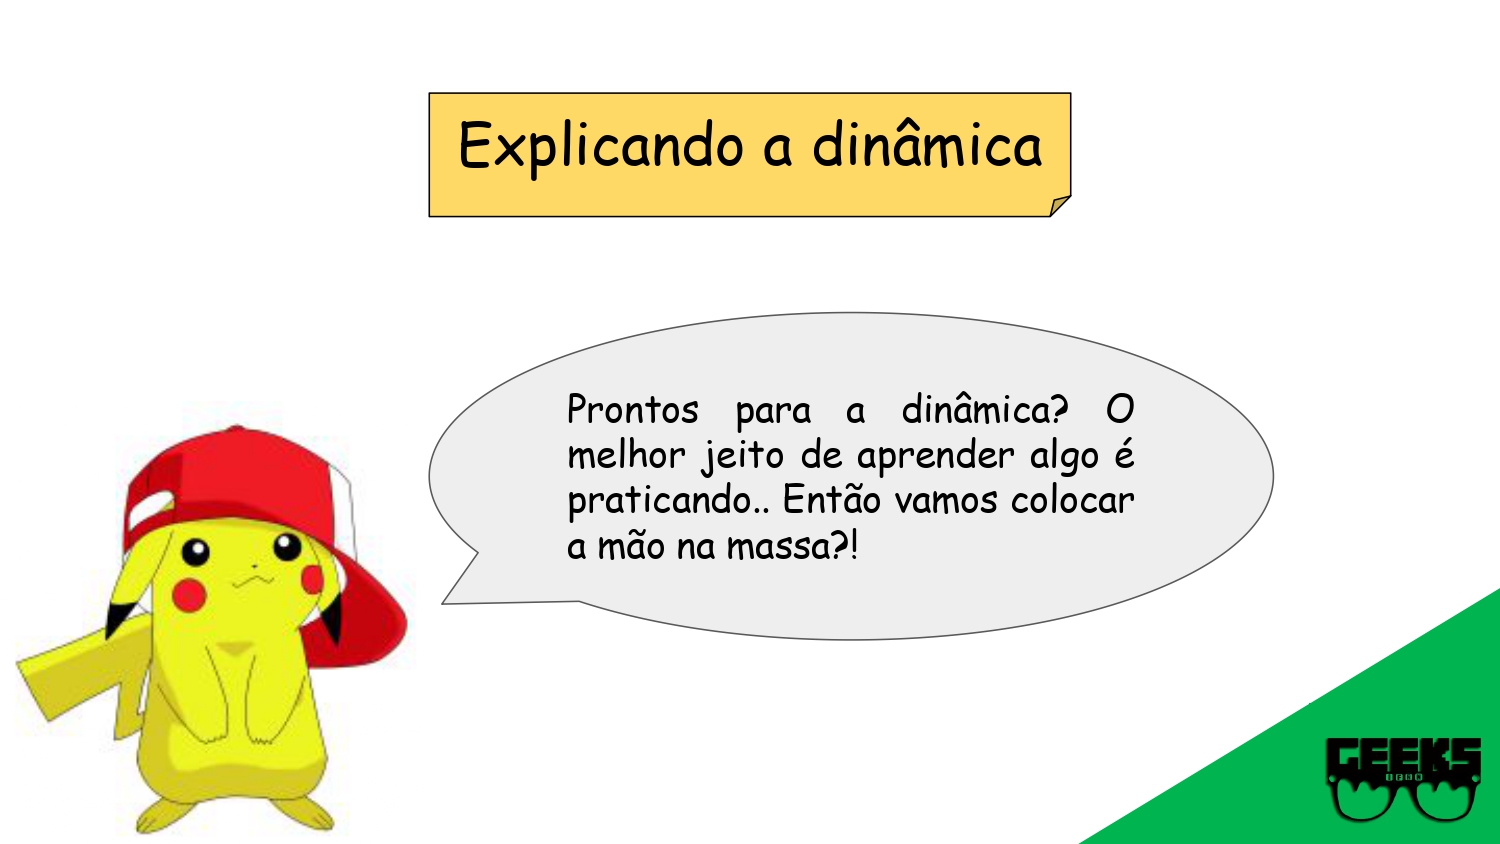 Explicando a dinâmica
Prontos para a dinâmica? O
melhor jeito de aprender algo é
praticando.. Então vamos colocar
a mão na massa?!
GEEKS